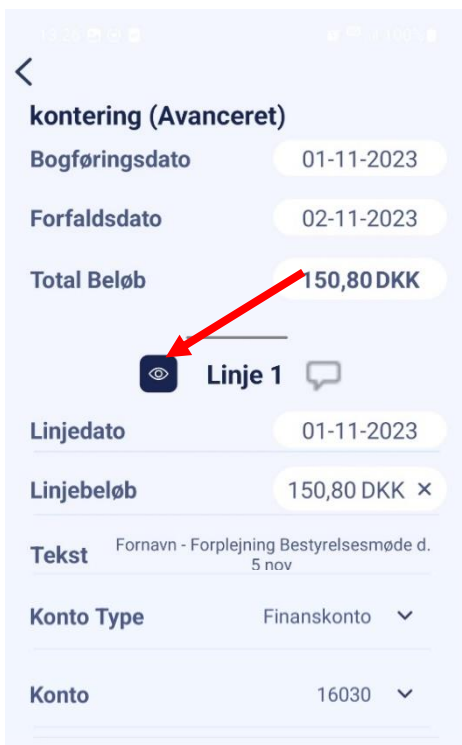 kontering (Avanceret)
Bogføringsdato 01-11-2023
Forfaldsdato 02-11-2023
Total Beløb 150,80 DKK
Linje 1
Linjedato 01-11-2023
Linjebeløb 150,80 DKK ×
Tekst Fornavn - Forplejning Bestyrelsesmøde d.
5 nov
Konto Type Finanskonto
Konto 16030